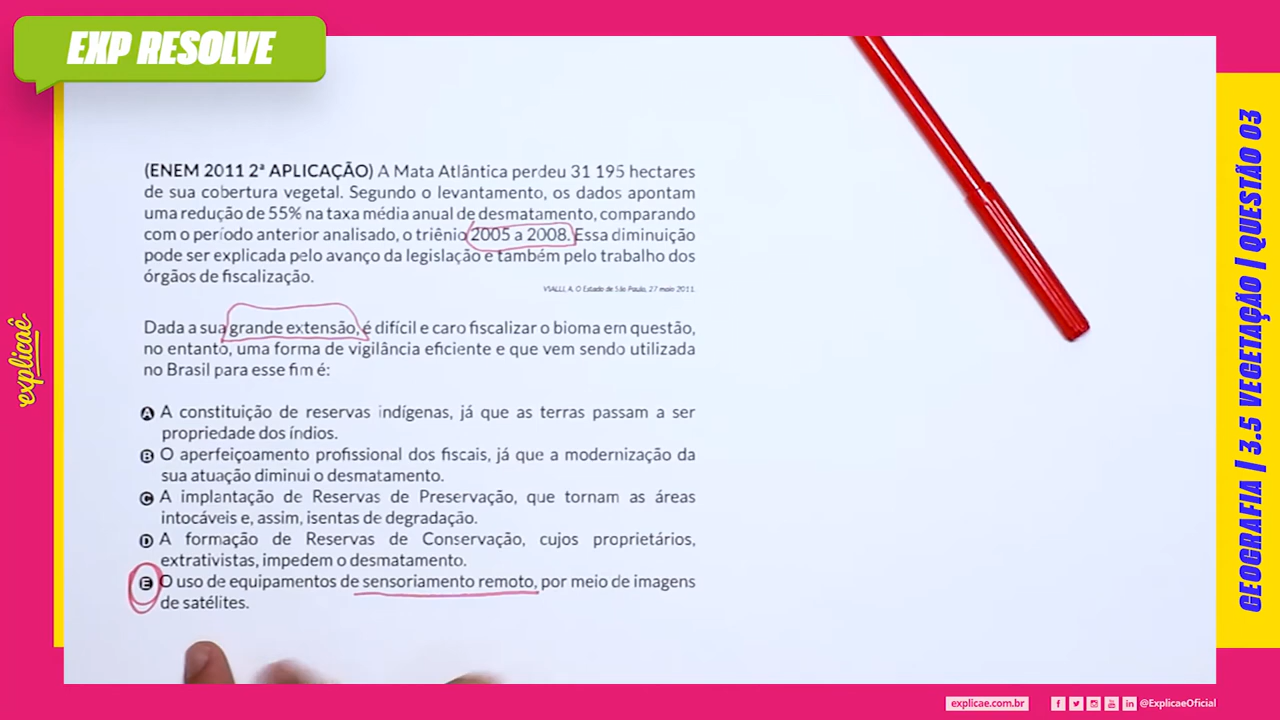 EXP RESOLVE
(ENEM 2011 2ª APLICAÇÃO) A Mata Atlântica perdeu 31 195 hectares
de sua cobertura vegetal. Segundo o levantamento, os dados apontam
uma redução de 55% na taxa média anual de desmatamento, comparando
com o período anterior analisado, o triênio 2005 a 2008. Essa diminuição
pode ser explicada pelo avanço da legislação e também pelo trabalho dos
órgãos de fiscalização.
VIALLI, A. O Estado de São Paulo, 27 maio 2011.
Dada a sua grande extensão, é difícil e caro fiscalizar o bioma em questão,
no entanto, uma forma de vigilância eficiente e que vem sendo utilizada
no Brasil para esse fim é:
A A constituição de reservas indígenas, já que as terras passam a ser
propriedade dos índios.
B O aperfeiçoamento profissional dos fiscais, já que a modernização da
sua atuação diminui o desmatamento.
C A implantação de Reservas de Preservação, que tornam as áreas
intocáveis e, assim, isentas de degradação.
D A formação de Reservas de Conservação, cujos proprietários,
extrativistas, impedem o desmatamento.
E O uso de equipamentos de sensoriamento remoto, por meio de imagens
de satélites.
explicaê
GEOGRAFIA | 3.5 VEGETAÇÃO | QUESTÃO 03
explicae.com.br
@ExplicaeOficial